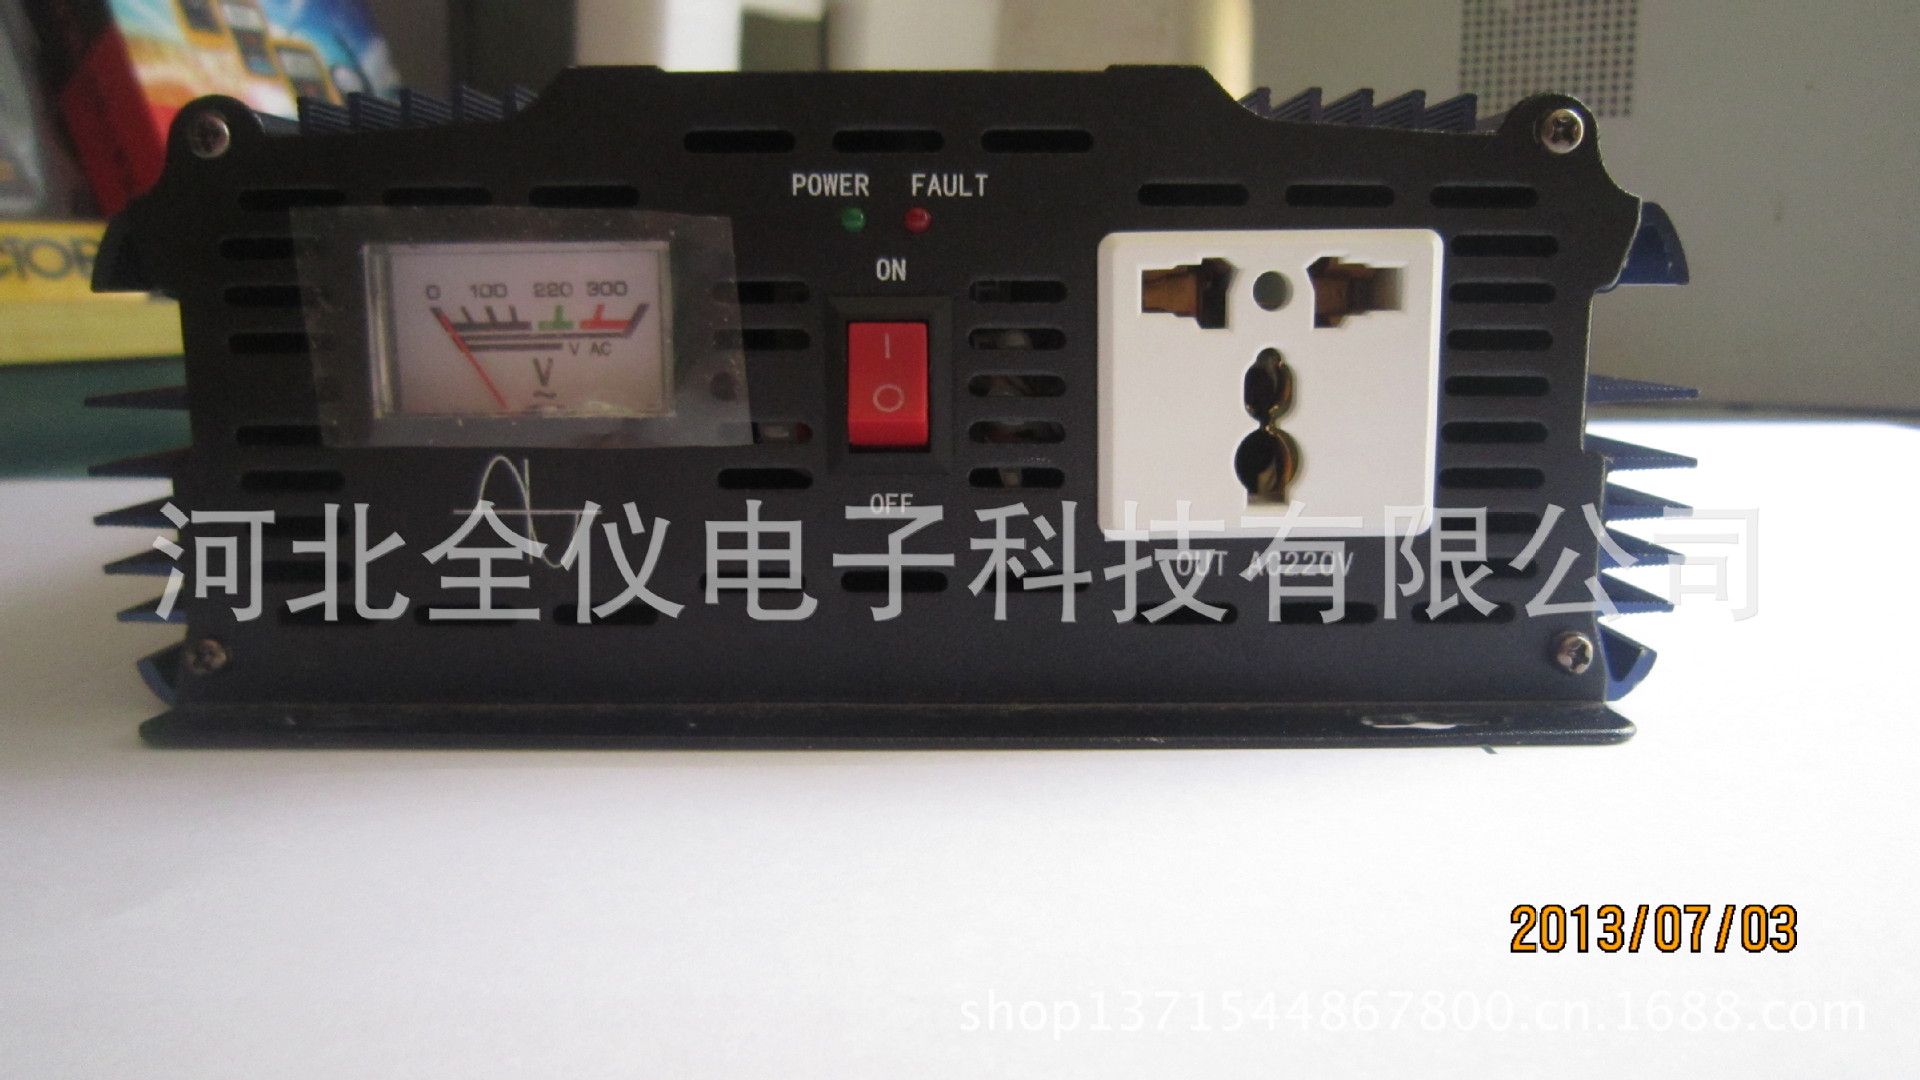 POWER FAULT
ON
0 100 220 300
V AC
V
~
I
O
OFF
OUT AC220V
CTOR
河北全仪电子科技有限公司
2013/07/03
shop1371544867800.cn.1688.com